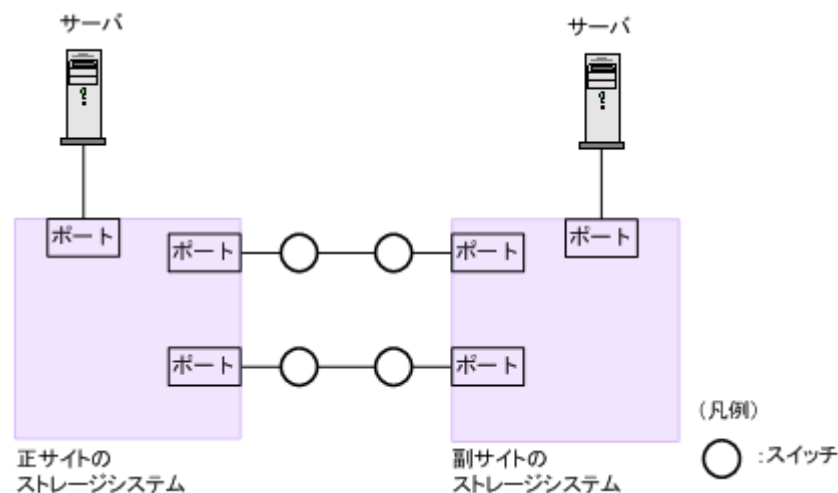 サーバ
サーバ
ポート
ポート
ポート
ポート
ポート
ポート
正サイトの
ストレージシステム
副サイトの
ストレージシステム
(凡例)
:スイッチ